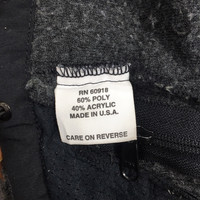 RN 60918
60% POLY
40% ACRYLIC
MADE IN U.S.A.
CARE ON REVERSE